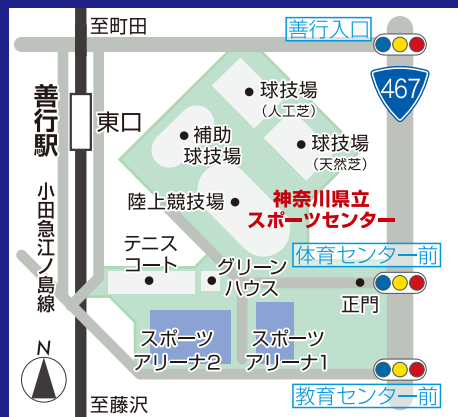 至町田
善行入口
467
善行駅
東口
球技場
(人工芝)
補助
球技場
球技場
(天然芝)
陸上競技場
神奈川県立
スポーツセンター
小田急江ノ島線
テニス
コート
グリーン
ハウス
体育センター前
正門
スポーツ
アリーナ2
スポーツ
アリーナ1
N
至藤沢
教育センター前